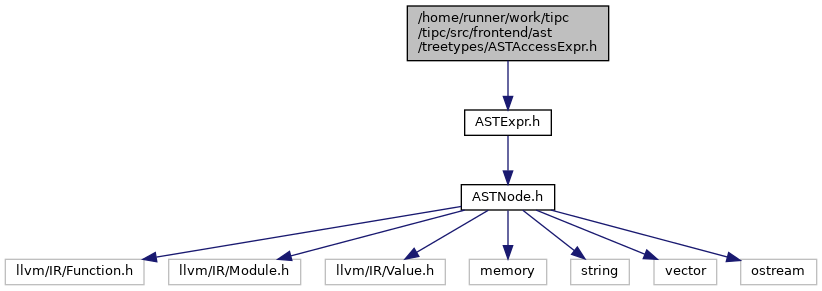 /home/runner/work/tipc
/tipc/src/frontend/ast
/treetypes/ASTAccessExpr.h
ASTExpr.h
ASTNode.h
llvm/IR/Function.h
llvm/IR/Module.h
llvm/IR/Value.h
memory
string
vector
ostream